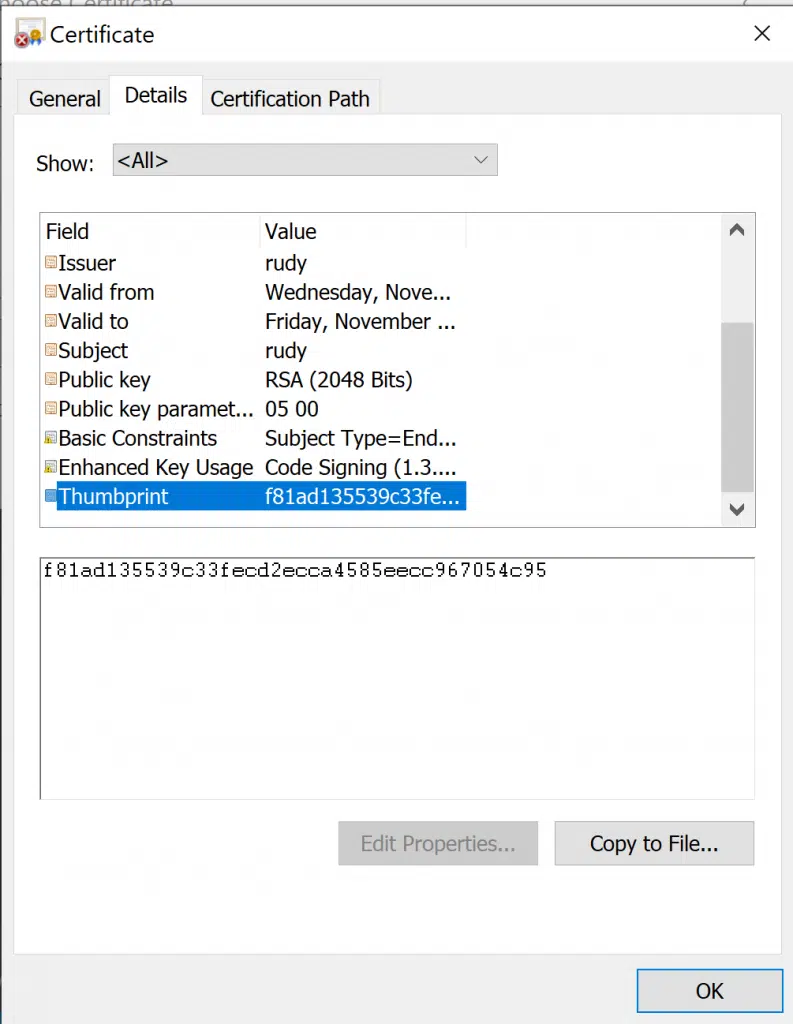 Certificate
General Details Certification Path
Show: <All>
Field Value
Issuer rudy
Valid from Wednesday, Nove...
Valid to Friday, November ...
Subject rudy
Public key RSA (2048 Bits)
Public key paramet... 05 00
Basic Constraints Subject Type=End...
Enhanced Key Usage Code Signing (1.3....
Thumbprint f81ad135539c33fe...
f81ad135539c33fecd2ecca4585eecc967054c95
Edit Properties... Copy to File...
OK